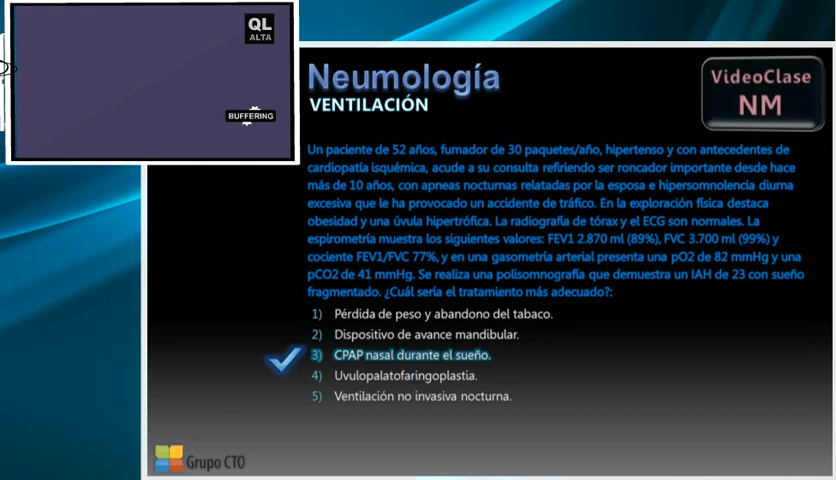 QL
ALTA
BUFFERING
Neumología
VENTILACIÓN
VideoClase
NM
Un paciente de 52 años, fumador de 30 paquetes/año, hipertenso y con antecedentes de
cardiopatía isquémica, acude a su consulta refiriendo ser roncador importante desde hace
más de 10 años, con apneas nocturnas relatadas por la esposa e hipersomnolencia diurna
excesiva que le ha provocado un accidente de tráfico. En la exploración física destaca
obesidad y una úvula hipertrófica. La radiografía de tórax y el ECG son normales. La
espirometría muestra los siguientes valores: FEV1 2.870 ml (89%), FVC 3.700 ml (99%) y
cociente FEV1/FVC 77%, y en una gasometría arterial presenta una pO2 de 82 mmHg y una
pCO2 de 41 mmHg. Se realiza una polisomnografía que demuestra un IAH de 23 con sueño
fragmentado. ¿Cuál sería el tratamiento más adecuado?:
1) Pérdida de peso y abandono del tabaco.
2) Dispositivo de avance mandibular.
3) CPAP nasal durante el sueño.
4) Uvulopalatofaringoplastia.
5) Ventilación no invasiva nocturna.
Grupo CTO